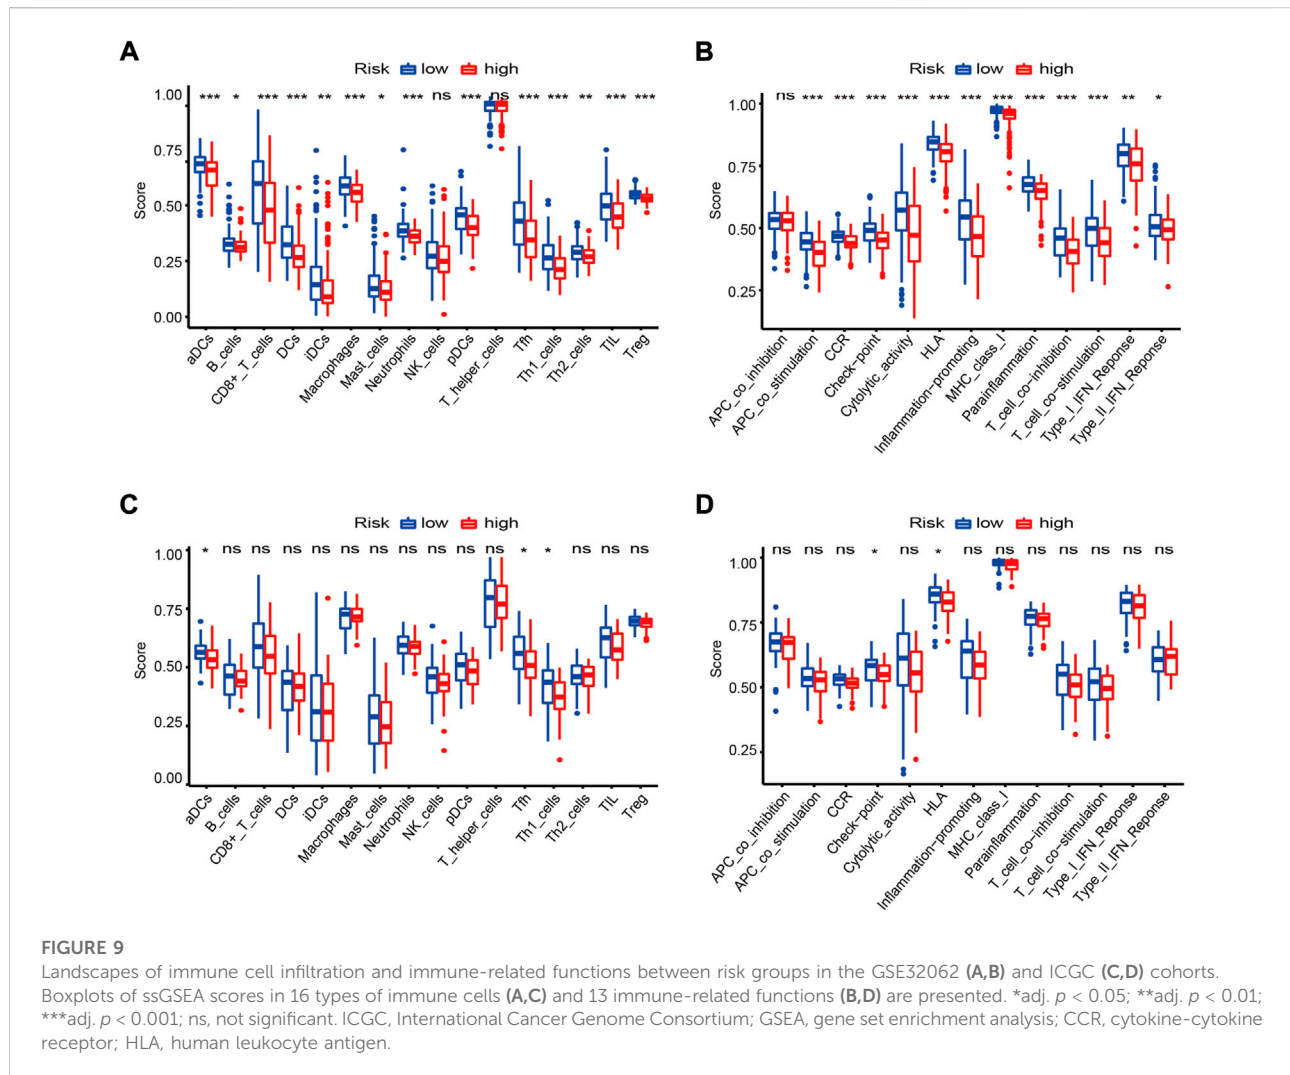 A
Risk low high
*** * *** *** ** *** * *** ns *** ns *** *** ** *** ***
1.00
0.75
0.50
0.25
0.00
Score
aDCs
B_cells
CD8+_T_cells
DCs
iDCs
Macrophages
Mast_cells
Neutrophils
NK_cells
pDCs
T_helper_cells
Tfh
Th1_cells
Th2_cells
TIL
Treg
B
Risk low high
ns *** *** *** *** *** *** *** *** *** *** ** *
1.00
0.75
0.50
0.25
Score
APC_co_inhibition
APC_co_stimulation
CCR
Check-point
Cytolytic_activity
HLA
Inflammation-promoting
MHC_class_I
Parainflammation
T_cell_co-inhibition
T_cell_co-stimulation
Type_I_IFN_Reponse
Type_II_IFN_Reponse
C
Risk low high
* ns ns ns ns ns ns ns ns ns ns * * ns ns ns
1.00
0.75
0.50
0.25
0.00
Score
aDCs
B_cells
CD8+_T_cells
DCs
iDCs
Macrophages
Mast_cells
Neutrophils
NK_cells
pDCs
T_helper_cells
Tfh
Th1_cells
Th2_cells
TIL
Treg
D
Risk low high
ns ns ns * ns * ns ns ns ns ns ns ns
1.00
0.75
0.50
0.25
Score
APC_co_inhibition
APC_co_stimulation
CCR
Check-point
Cytolytic_activity
HLA
Inflammation-promoting
MHC_class_I
Parainflammation
T_cell_co-inhibition
T_cell_co-stimulation
Type_I_IFN_Reponse
Type_II_IFN_Reponse
FIGURE 9
Landscapes of immune cell infiltration and immune-related functions between risk groups in the GSE32062 (A,B) and ICGC (C,D) cohorts.
Boxplots of ssGSEA scores in 16 types of immune cells (A,C) and 13 immune-related functions (B,D) are presented. *adj. p < 0.05; **adj. p < 0.01;
***adj. p < 0.001; ns, not significant. ICGC, International Cancer Genome Consortium; GSEA, gene set enrichment analysis; CCR, cytokine-cytokine
receptor; HLA, human leukocyte antigen.